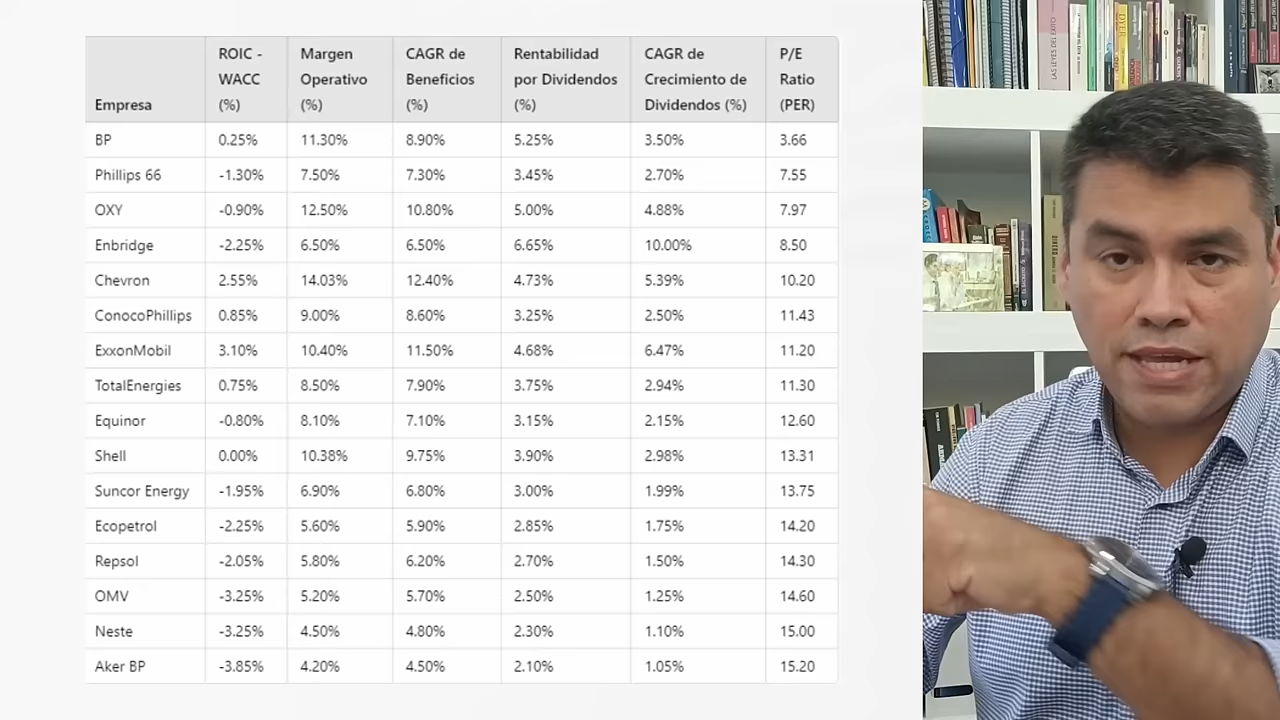 Empresa ROIC - WACC (%) Margen Operativo (%) CAGR de Beneficios (%) Rentabilidad por Dividendos (%) CAGR de Crecimiento de Dividendos (%) P/E Ratio (PER)
BP 0.25% 11.30% 8.90% 5.25% 3.50% 3.66
Phillips 66 -1.30% 7.50% 7.30% 3.45% 2.70% 7.55
OXY -0.90% 12.50% 10.80% 5.00% 4.88% 7.97
Enbridge -2.25% 6.50% 6.50% 6.65% 10.00% 8.50
Chevron 2.55% 14.03% 12.40% 4.73% 5.39% 10.20
ConocoPhillips 0.85% 9.00% 8.60% 3.25% 2.50% 11.43
ExxonMobil 3.10% 10.40% 11.50% 4.68% 6.47% 11.20
TotalEnergies 0.75% 8.50% 7.90% 3.75% 2.94% 11.30
Equinor -0.80% 8.10% 7.10% 3.15% 2.15% 12.60
Shell 0.00% 10.38% 9.75% 3.90% 2.98% 13.31
Suncor Energy -1.95% 6.90% 6.80% 3.00% 1.99% 13.75
Ecopetrol -2.25% 5.60% 5.90% 2.85% 1.75% 14.20
Repsol -2.05% 5.80% 6.20% 2.70% 1.50% 14.30
OMV -3.25% 5.20% 5.70% 2.50% 1.25% 14.60
Neste -3.25% 4.50% 4.80% 2.30% 1.10% 15.00
Aker BP -3.85% 4.20% 4.50% 2.10% 1.05% 15.20
LAS LEYES DEL ÉXITO
DYER